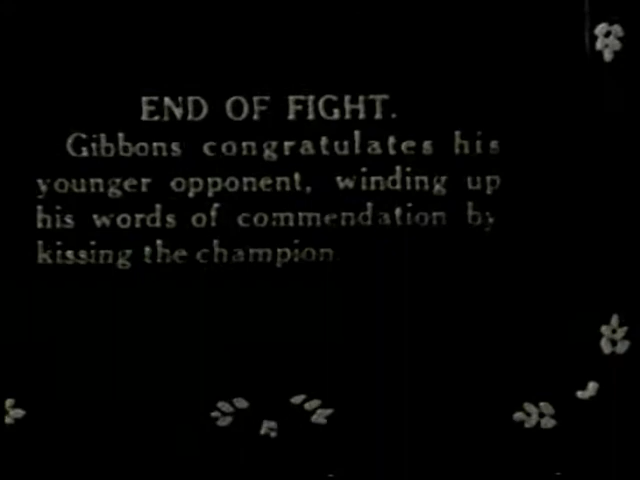 END OF FIGHT.
Gibbons congratulates his
younger opponent, winding up
his words of commendation by
kissing the champion.